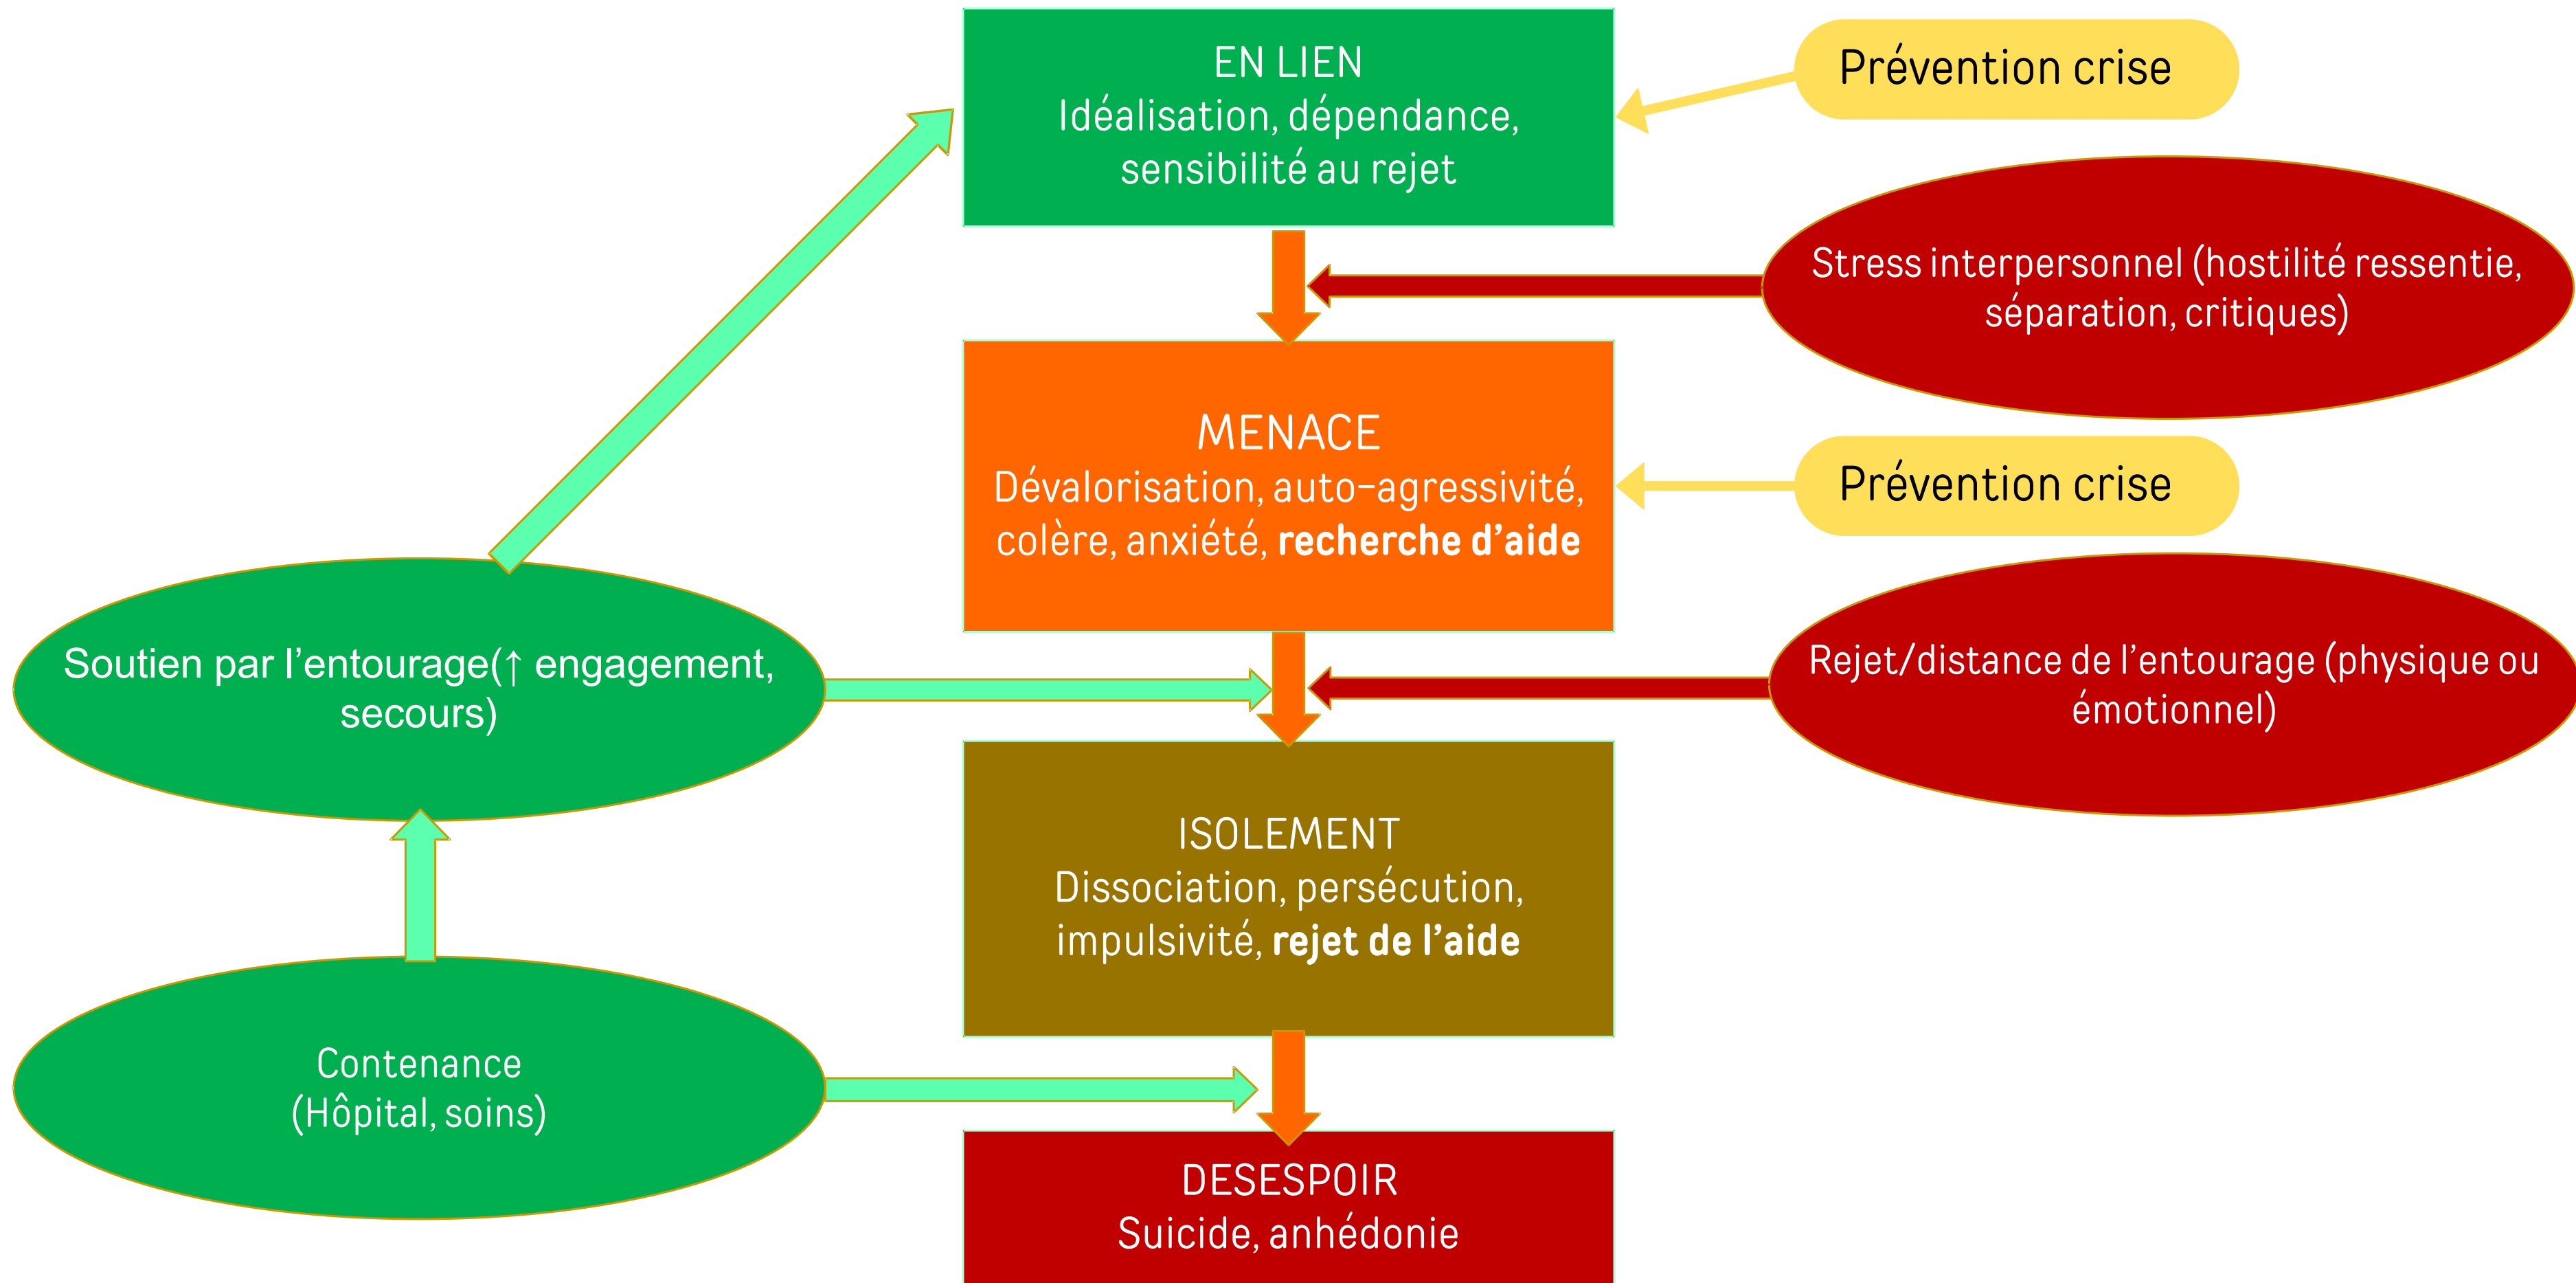 EN LIEN
Idéalisation, dépendance,
sensibilité au rejet
Prévention crise
Stress interpersonnel (hostilité ressentie,
séparation, critiques)
MENACE
Dévalorisation, auto-agressivité,
colère, anxiété, recherche d'aide
Prévention crise
Soutien par l'entourage(↑ engagement,
secours)
Rejet/distance de l'entourage (physique ou
émotionnel)
ISOLEMENT
Dissociation, persécution,
impulsivité, rejet de l'aide
Contenance
(Hôpital, soins)
DESESPOIR
Suicide, anhédonie